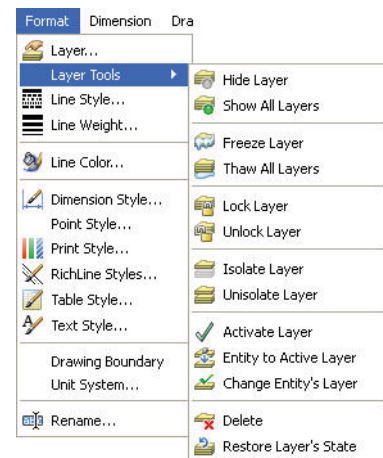 Format Dimension Dra
Layer...
Layer Tools
Line Style...
Line Weight...
Line Color...
Dimension Style...
Point Style...
Print Style...
RichLine Styles...
Table Style...
Text Style...
Drawing Boundary
Unit System...
Rename...
Hide Layer
Show All Layers
Freeze Layer
Thaw All Layers
Lock Layer
Unlock Layer
Isolate Layer
Unisolate Layer
Activate Layer
Entity to Active Layer
Change Entity's Layer
Delete
Restore Layer's State